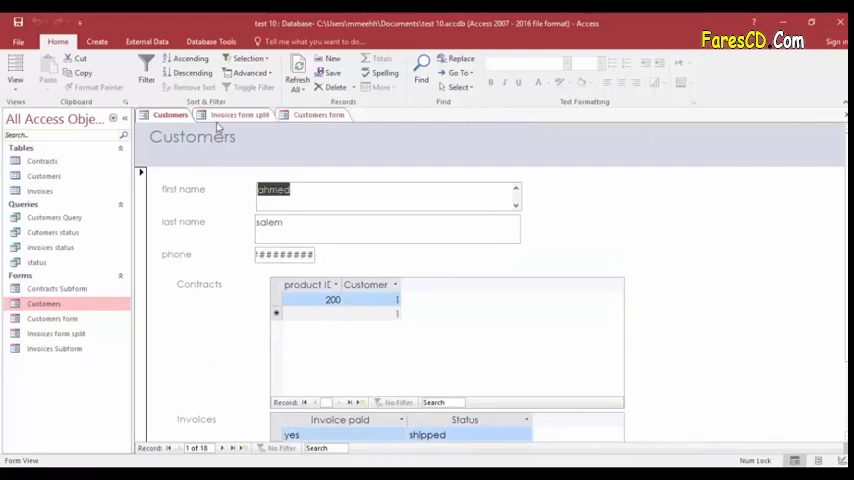 test 10 : Database- C:\Users\mmeehh\Documents\test 10.accdb (Access 2007 - 2016 file format) - Access
FaresCD.Com
File Home Create External Data Database Tools Tell me what you want to do Sign in
View Paste Cut Copy Format Painter
Filter Ascending Descending Remove Sort Selection Advanced Toggle Filter
Refresh All New Save Delete Totals Spelling More
Find Replace Go To Select
B I U A
Views Clipboard Sort & Filter Records Find Text Formatting
All Access Obje...
Search...
Tables
Contracts
Customers
Invoices
Queries
Customers Query
Cutomers status
invoices status
status
Forms
Contracts Subform
Customers
Customers form
Invoices form split
Invoices Subform
Customers Invoices form split Customers form
Customers
first name ahmed
last name salem
phone !########
Contracts
product ID Customer
200 1
1
Record: No Filter Search
Invoices
Invoice paid Status
yes shipped
Record: 1 of 18 No Filter Search
Form View Num Lock